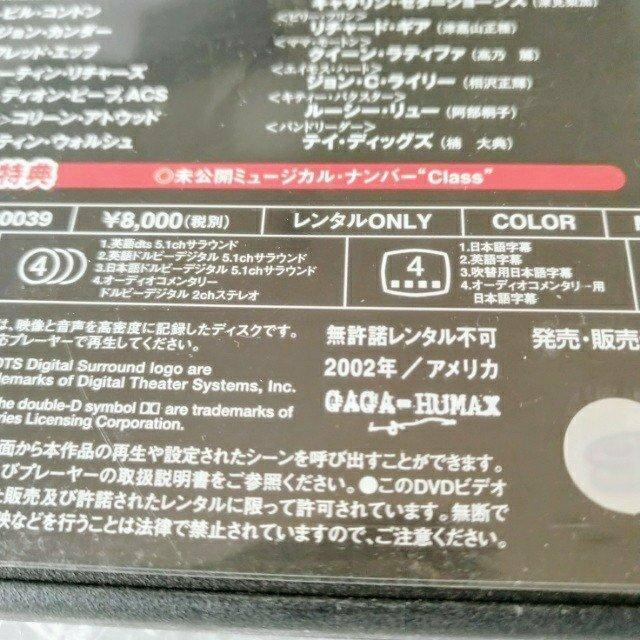 ビル・コンドン
ション・カンダー
フレッド・エッブ
ーティン・リチャーズ
ディオン・ビーブACS
>コリーン・アトウッド
ティン・ウォルシュ
キャサリン・ゼタ=ジョーンズ
<ビリー・フリン>
リチャード・ギア
<ママ・モートン>
クイーン・ラティファ
<エイモス・ハート>
ジョン・C・ライリー(相沢正輝)
<キティー・バクスター>
ルーシー・リュー(阿部桐子)
<バンドリーダー>
テイ・ディッグズ(楠 大典)
特典
◎未公開ミュージカル・ナンバー"Class"
0039
¥8,000(税別)
レンタルONLY
COLOR
4
1.英語dts 5.1chサラウンド
2.英語ドルビーデジタル 5.1chサラウンド
3.日本語ドルビーデジタル 5.1chサラウンド
4.オーディオコメンタリー
ドルビーデジタル 2chステレオ
4
1.日本語字幕
2.英語字幕
3.吹替用日本語字幕
4.オーディオコメンタリー用
日本語字幕
は、映像と音声を高密度に記録したディスクです。
応プレーヤーで再生してください。
DTS Digital Surround logo are
demarks of Digital Theater Systems, Inc.
he double-D symbol are trademarks of
ries Licensing Corporation.
無許諾レンタル不可
2002年/アメリカ
GAGA-HUMAX
発売・販売
面から本作品の再生や設定されたシーンを呼び出すことができます。
びプレーヤーの取扱説明書をご参照ください。●このDVDビデオ
た販売及び許諾されたレンタルに限って許可されています。無断で
映などを行うことは法律で禁止されていますので、ご注意ください。